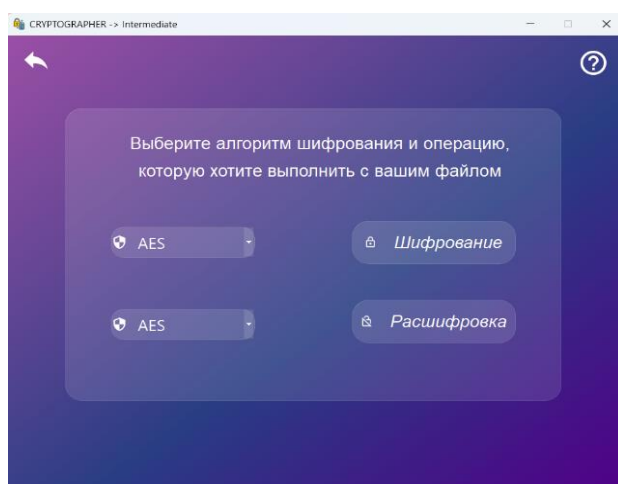 CRYPTOGRAPHER -> Intermediate
Выберите алгоритм шифрования и операцию,
которую хотите выполнить с вашим файлом
AES
Шифрование
AES
Расшифровка